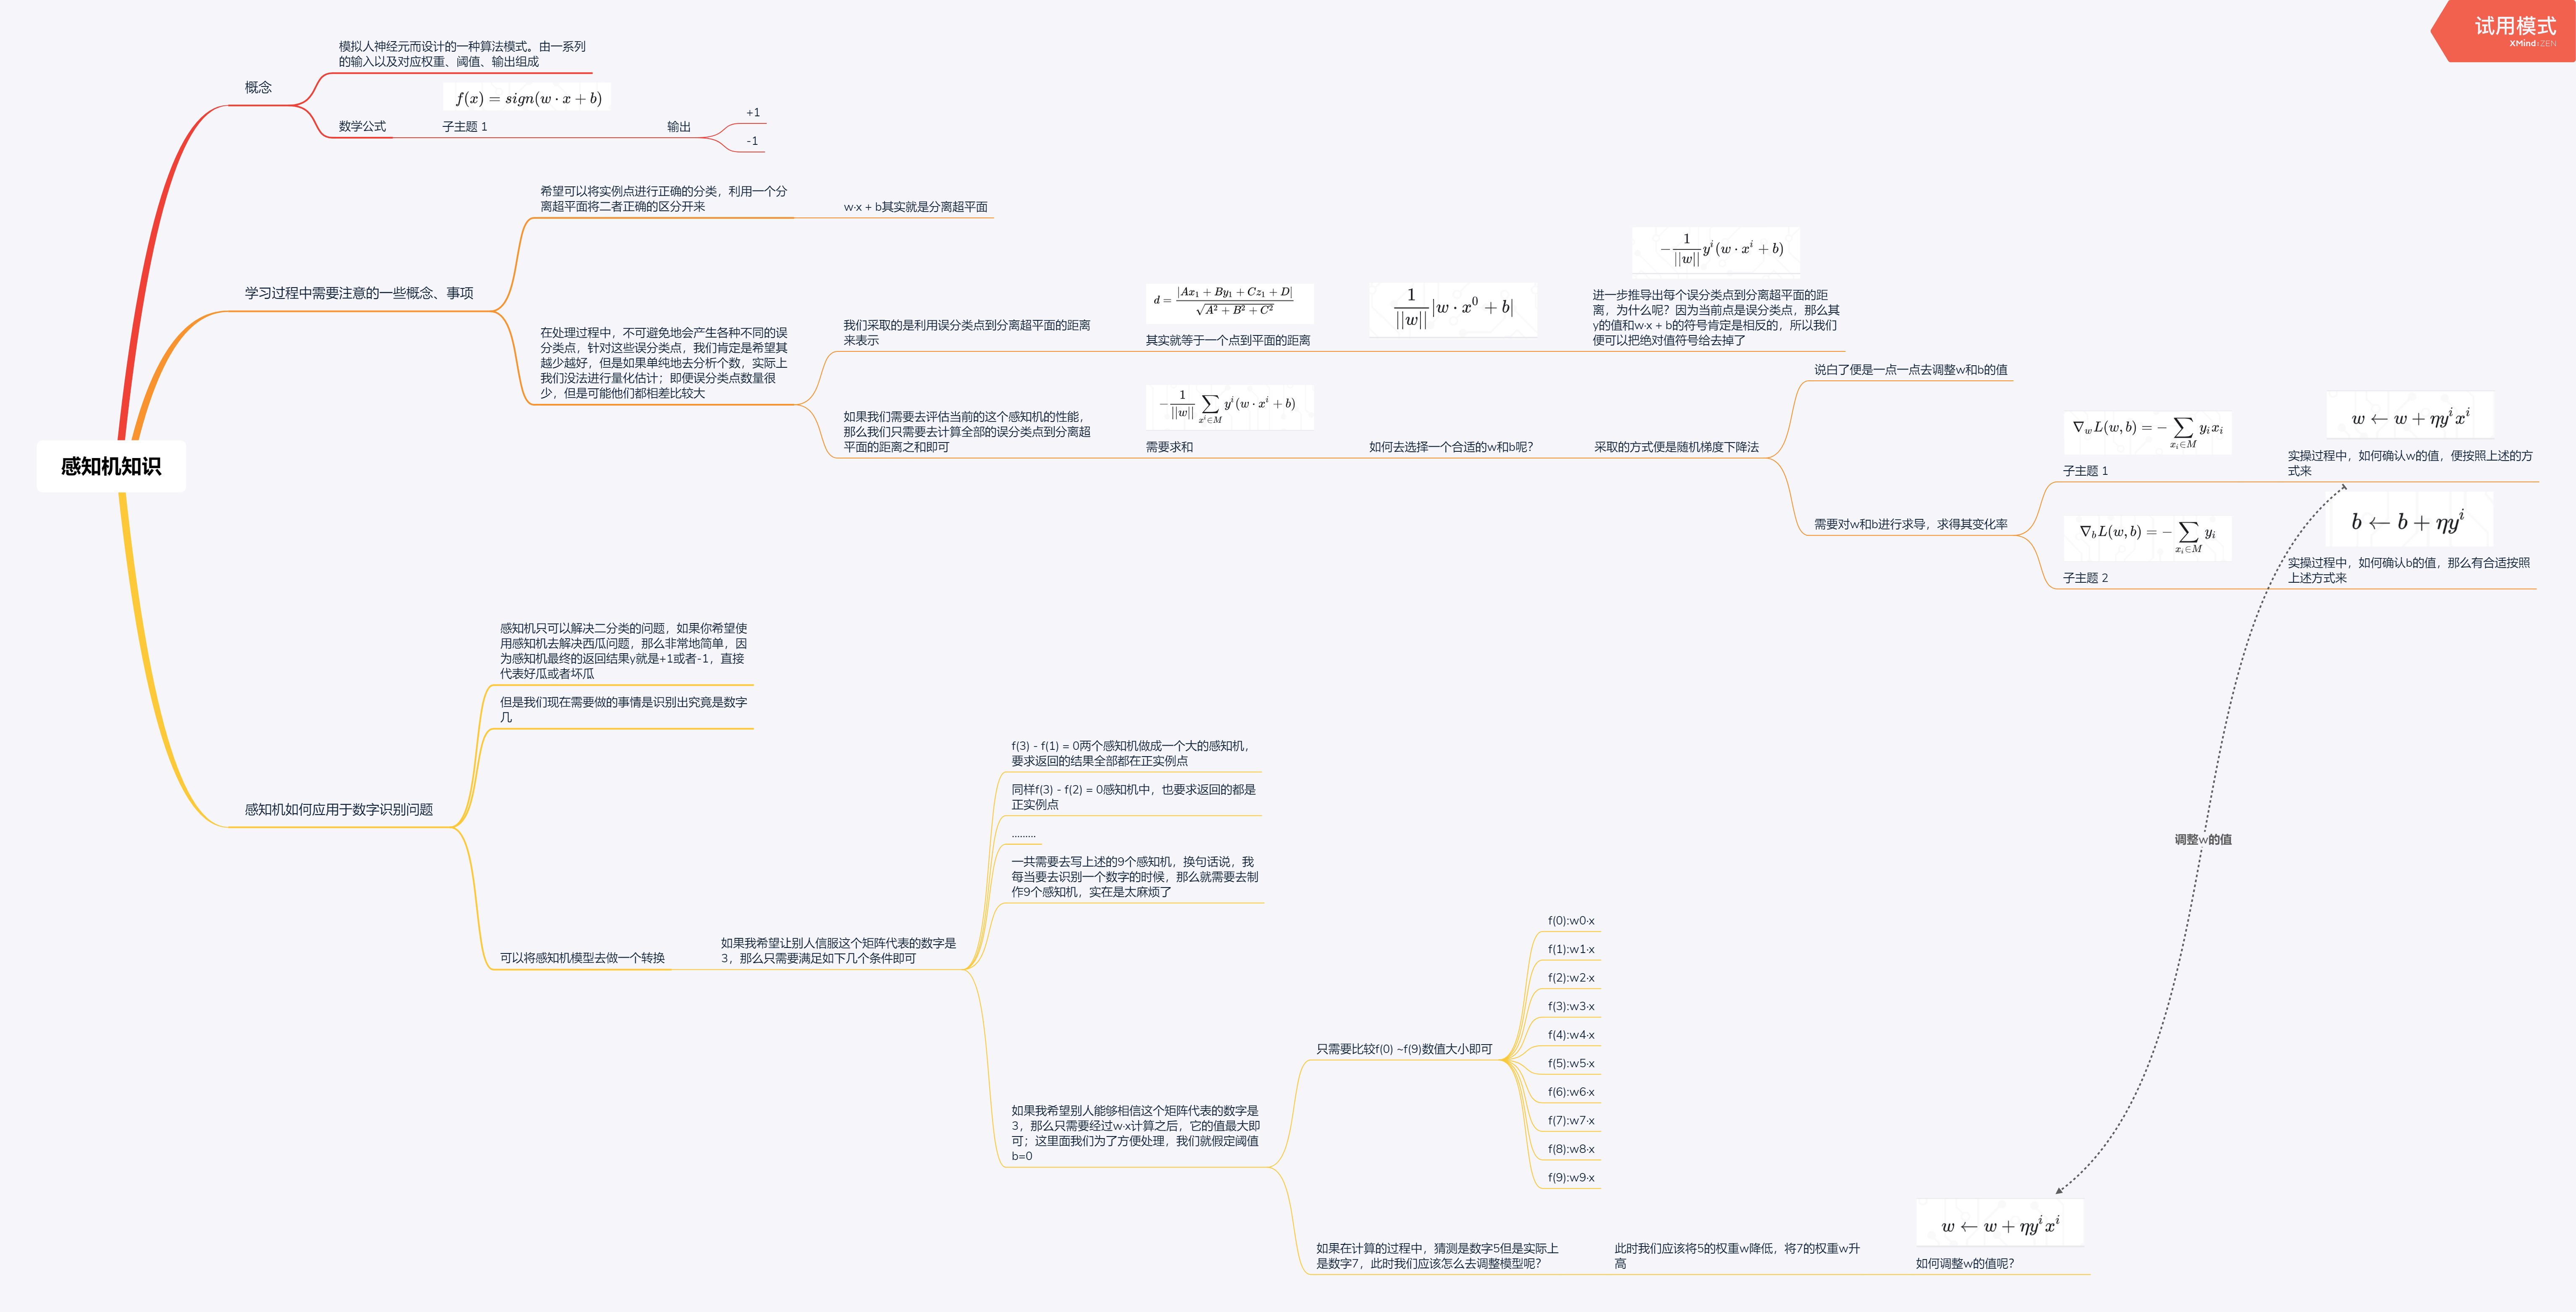 试用模式
XMind:ZEN
感知机知识
概念
模拟人神经元而设计的一种算法模式。由一系列
的输入以及对应权重、阈值、输出组成
数学公式
f(x) = sign(w · x + b)
子主题 1
输出
+1
-1
学习过程中需要注意的一些概念、事项
希望可以将实例点进行正确的分类，利用一个分
离超平面将二者正确的区分开来
w·x + b其实就是分离超平面
在处理过程中，不可避免地会产生各种不同的误
分类点，针对这些误分类点，我们肯定是希望其
越少越好，但是如果单纯地去分析个数，实际上
我们没法进行量化估计；即便误分类点数量很
少，但是可能他们都相差比较大
我们采取的是利用误分类点到分离超平面的距离
来表示
d = |Ax₁ + By₁ + Cz₁ + D| / √(A² + B² + C²)
其实就等于一个点到平面的距离
1/||w|| |w · x⁰ + b|
−1/||w|| yⁱ(w · xⁱ + b)
进一步推导出每个误分类点到分离超平面的距
离，为什么呢？因为当前点是误分类点，那么其
y的值和w·x + b的符号肯定是相反的，所以我们
便可以把绝对值符号给去掉了
如果我们需要去评估当前的这个感知机的性能，
那么我们只需要去计算全部的误分类点到分离超
平面的距离之和即可
−1/||w|| ∑_{xⁱ∈M} yⁱ(w · xⁱ + b)
需要求和
如何去选择一个合适的w和b呢？
采取的方式便是随机梯度下降法
说白了便是一点一点去调整w和b的值
需要对w和b进行求导，求得其变化率
∇_w L(w, b) = −∑_{x_i∈M} y_i x_i
子主题 1
w ← w + ηyⁱxⁱ
实操过程中，如何确认w的值，便按照上述的方
式来
∇_b L(w, b) = −∑_{x_i∈M} y_i
子主题 2
b ← b + ηyⁱ
实操过程中，如何确认b的值，那么有合适按照
上述方式来
调整w的值
感知机如何应用于数字识别问题
感知机只可以解决二分类的问题，如果你希望使
用感知机去解决西瓜问题，那么非常地简单，因
为感知机最终的返回结果y就是+1或者-1，直接
代表好瓜或者坏瓜
但是我们现在需要做的事情是识别出究竟是数字
几
可以将感知机模型去做一个转换
如果我希望让别人信服这个矩阵代表的数字是
3，那么只需要满足如下几个条件即可
f(3) - f(1) = 0两个感知机做成一个大的感知机，
要求返回的结果全部都在正实例点
同样f(3) - f(2) = 0感知机中，也要求返回的都是
正实例点
.........
一共需要去写上述的9个感知机，换句话说，我
每当要去识别一个数字的时候，那么就需要去制
作9个感知机，实在是太麻烦了
如果我希望别人能够相信这个矩阵代表的数字是
3，那么只需要经过w·x计算之后，它的值最大即
可；这里面我们为了方便处理，我们就假定阈值
b=0
只需要比较f(0) ~f(9)数值大小即可
f(0):w0·x
f(1):w1·x
f(2):w2·x
f(3):w3·x
f(4):w4·x
f(5):w5·x
f(6):w6·x
f(7):w7·x
f(8):w8·x
f(9):w9·x
如果在计算的过程中，猜测是数字5但是实际上
是数字7，此时我们应该怎么去调整模型呢？
此时我们应该将5的权重w降低，将7的权重w升
高
w ← w + ηyⁱxⁱ
如何调整w的值呢？